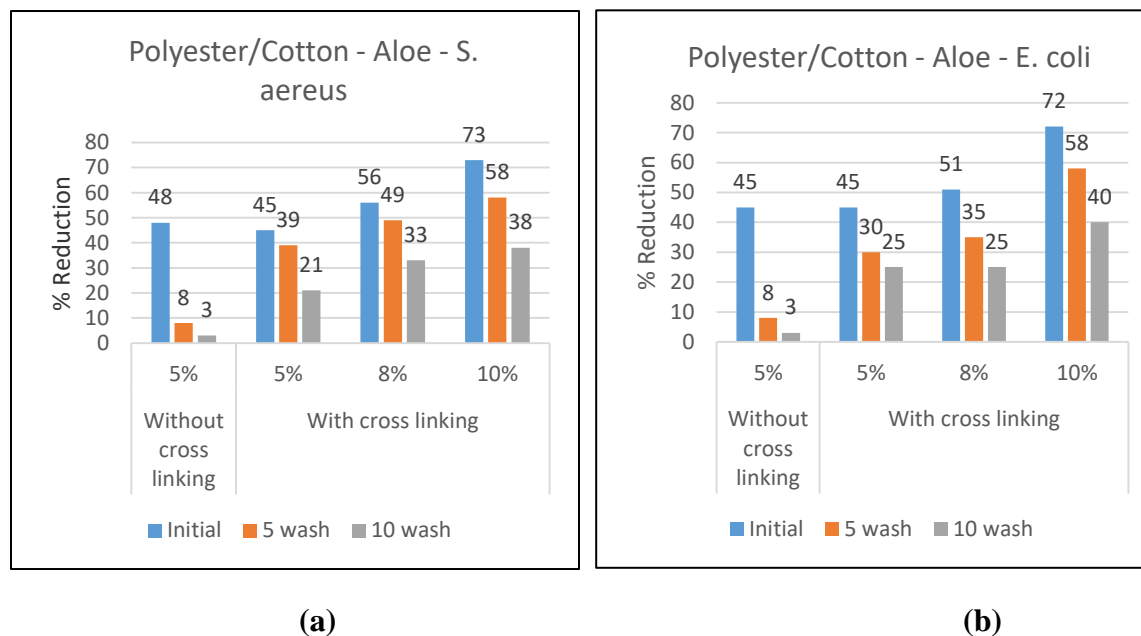 Polyester/Cotton - Aloe - S.
aereus
% Reduction
80
70
60
50
40
30
20
10
0
48
8
3
45
39
21
56
49
33
73
58
38
5%
5%
8%
10%
Without
cross
linking
With cross linking
Initial
5 wash
10 wash
(a)
Polyester/Cotton - Aloe - E. coli
% Reduction
80
70
60
50
40
30
20
10
0
45
8
3
45
30
25
51
35
25
72
58
40
5%
5%
8%
10%
Without
cross
linking
With cross linking
Initial
5 wash
10 wash
(b)